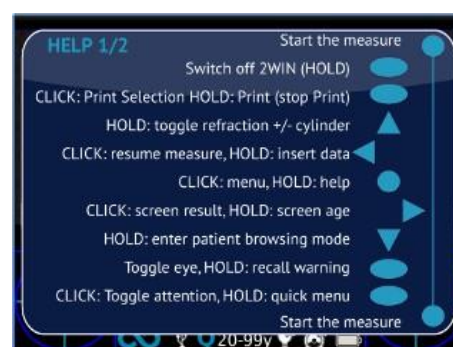 HELP 1/2
Start the measure
Switch off 2WIN (HOLD)
CLICK: Print Selection HOLD: Print (stop Print)
HOLD: toggle refraction +/- cylinder
CLICK: resume measure, HOLD: insert data
CLICK: menu, HOLD: help
CLICK: screen result, HOLD: screen age
HOLD: enter patient browsing mode
Toggle eye, HOLD: recall warning
CLICK: Toggle attention, HOLD: quick menu
Start the measure
20-99y